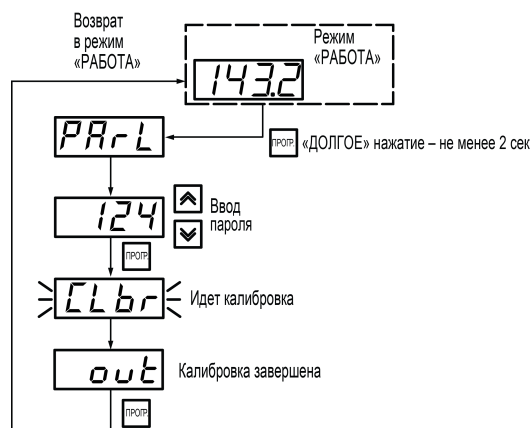 Возврат
в режим
«РАБОТА»
Режим
«РАБОТА»
143.2
PArL
ПРОГР. «ДОЛГОЕ» нажатие – не менее 2 сек
124
Ввод
пароля
ПРОГР.
CLbr
Идет калибровка
out
Калибровка завершена
ПРОГР.